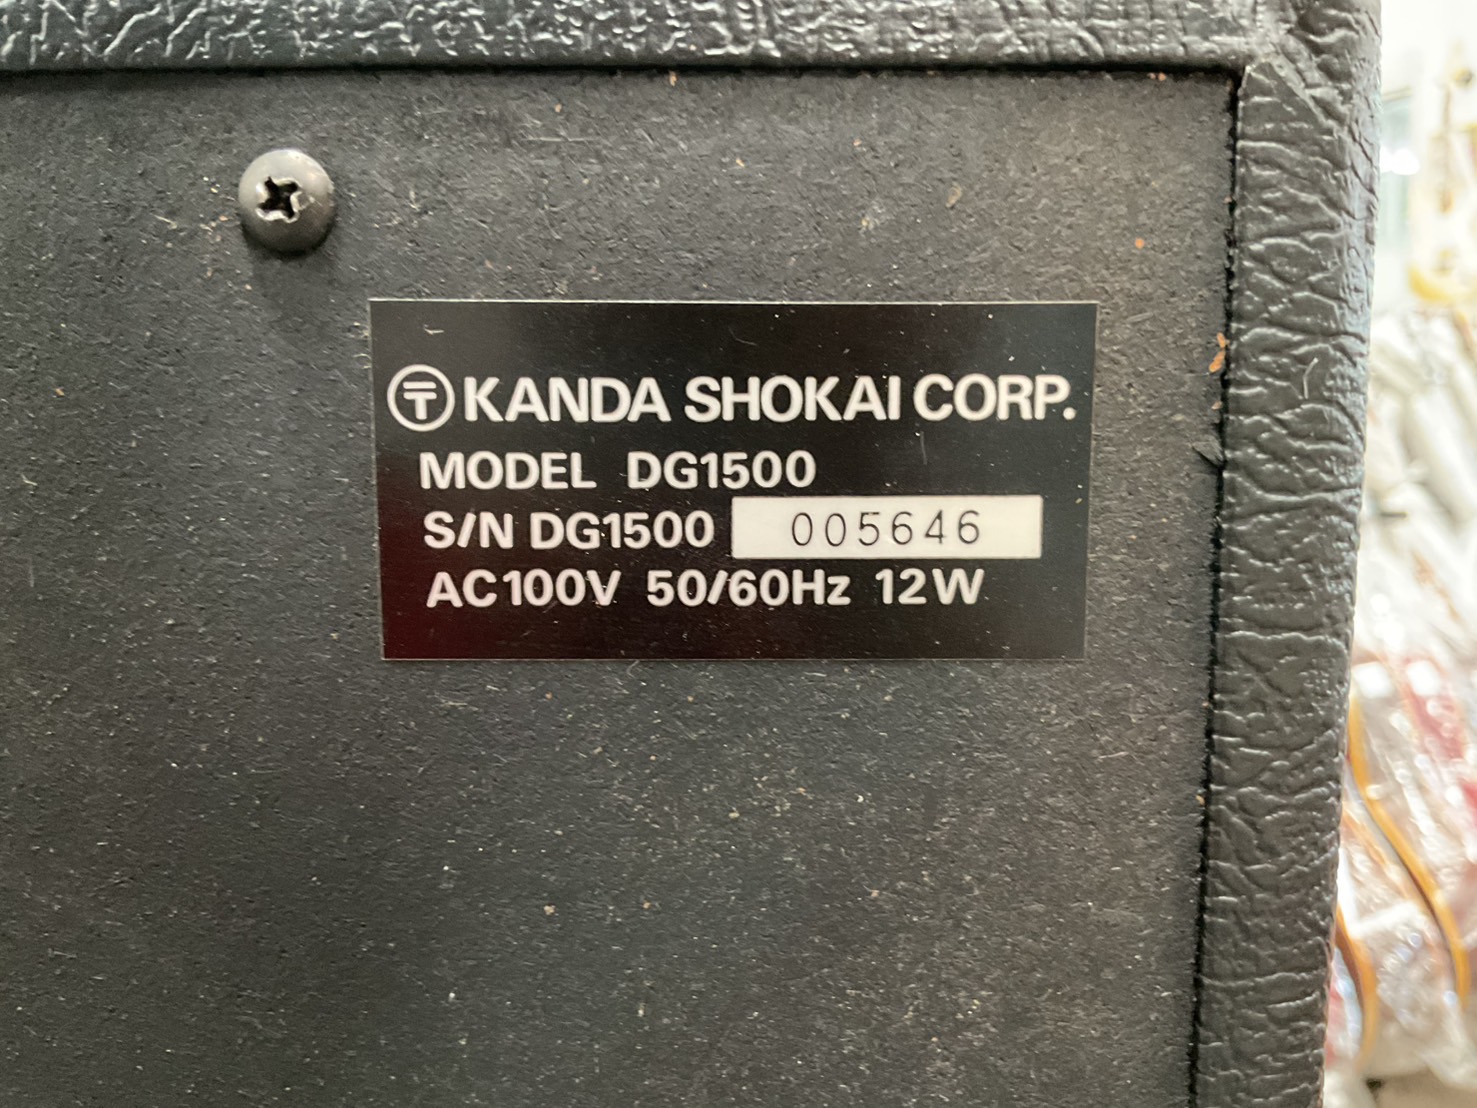 〶 KANDA SHOKAI CORP.
MODEL DG1500
S/N DG1500 005646
AC100V 50/60Hz 12W